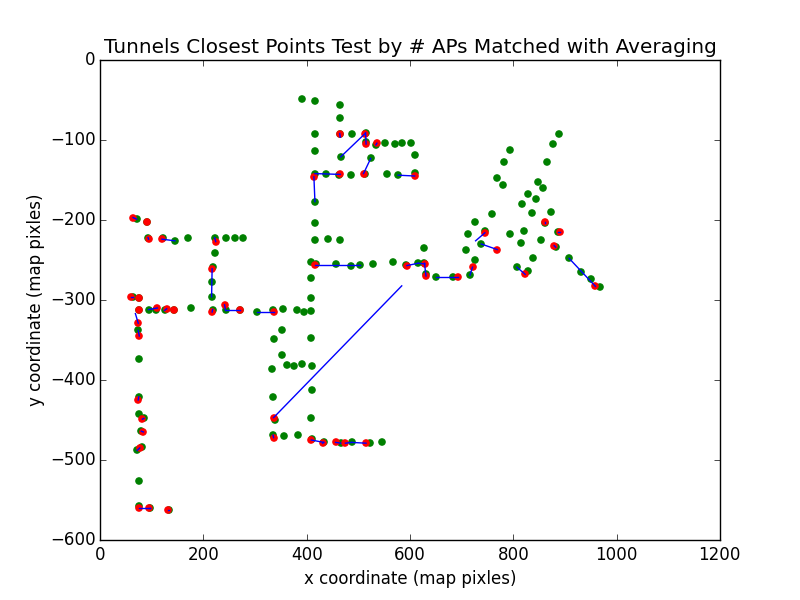 Tunnels Closest Points Test by # APs Matched with Averaging
0
−100
−200
−300
−400
−500
−600
y coordinate (map pixles)
0 200 400 600 800 1000 1200
x coordinate (map pixles)